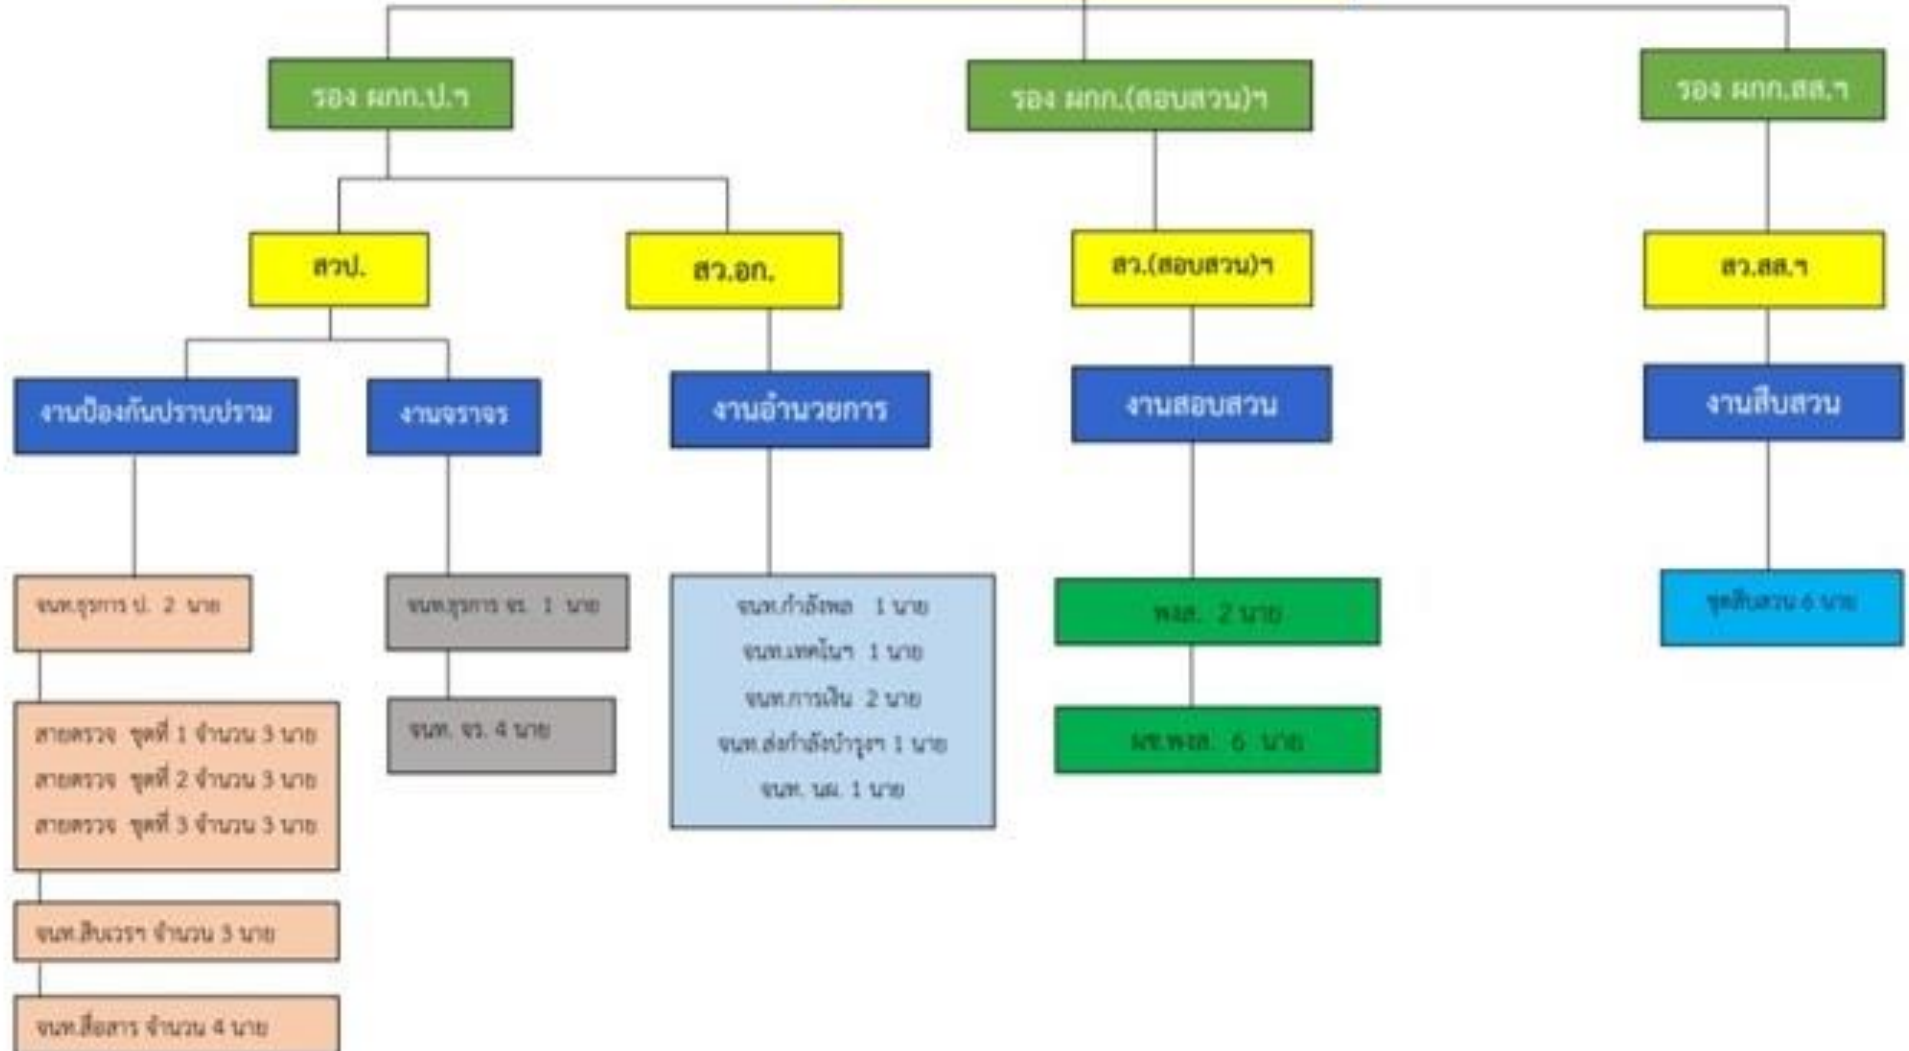 รอง ผกก.ป.ฯ
รอง ผกก.(สอบสวน)ฯ
รอง ผกก.สส.ฯ
สวป.
สว.อก.
สว.(สอบสวน)ฯ
สว.สส.ฯ
งานป้องกันปราบปราม
งานจราจร
งานอำนวยการ
งานสอบสวน
งานสืบสวน
จนท.ธุรการ ป. 2 นาย
สายตรวจ ชุดที่ 1 จำนวน 3 นาย
สายตรวจ ชุดที่ 2 จำนวน 3 นาย
สายตรวจ ชุดที่ 3 จำนวน 3 นาย
จนท.สิบเวรฯ จำนวน 3 นาย
จนท.สื่อสาร จำนวน 4 นาย
จนท.ธุรการ จร. 1 นาย
จนท. จร. 4 นาย
จนท.กำลังพล 1 นาย
จนท.เทคโนฯ 1 นาย
จนท.การเงิน 2 นาย
จนท.ส่งกำลังบำรุงฯ 1 นาย
จนท. นผ. 1 นาย
พงส. 2 นาย
ผช.พงส. 6 นาย
ชุดสืบสวน 6 นาย